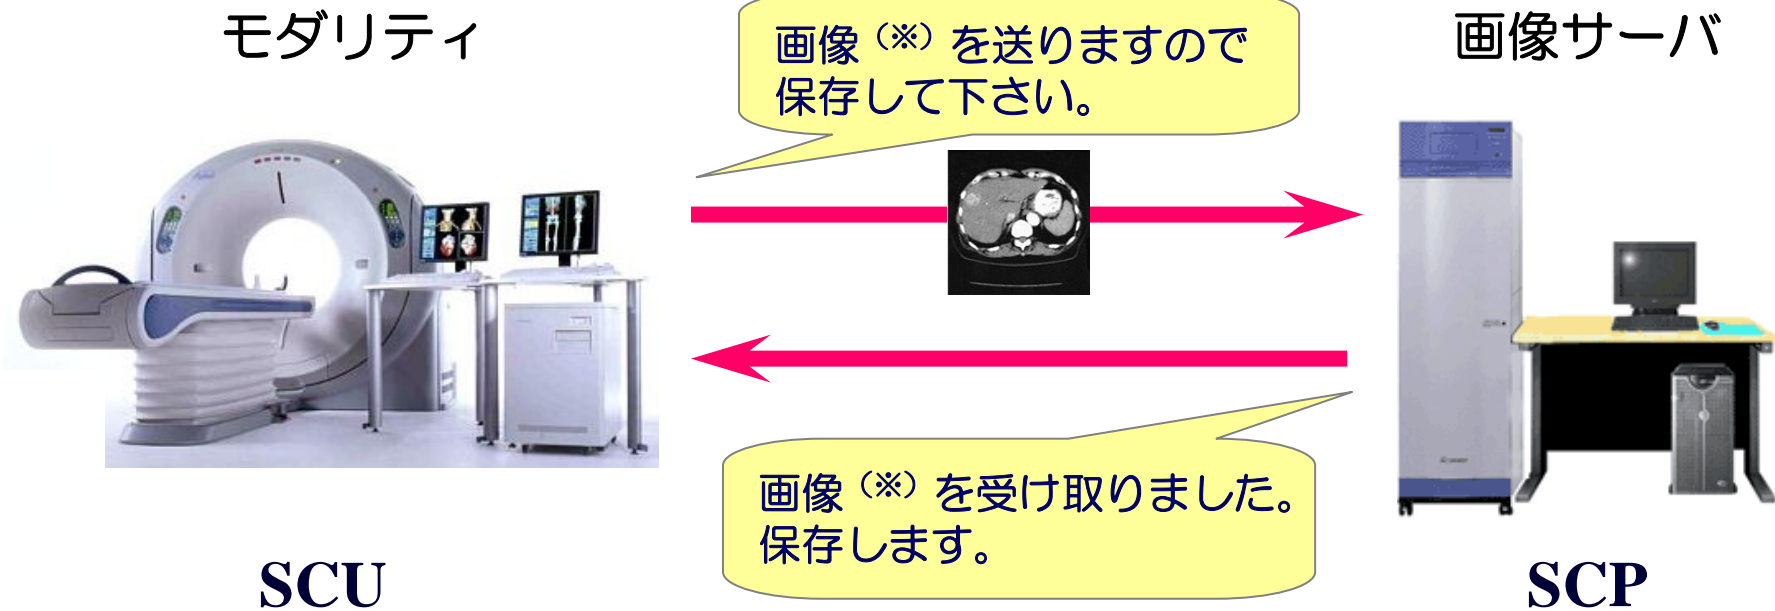 モダリティ
画像（※）を送りますので
保存して下さい。
画像サーバ
画像（※）を受け取りました。
保存します。
SCU
SCP